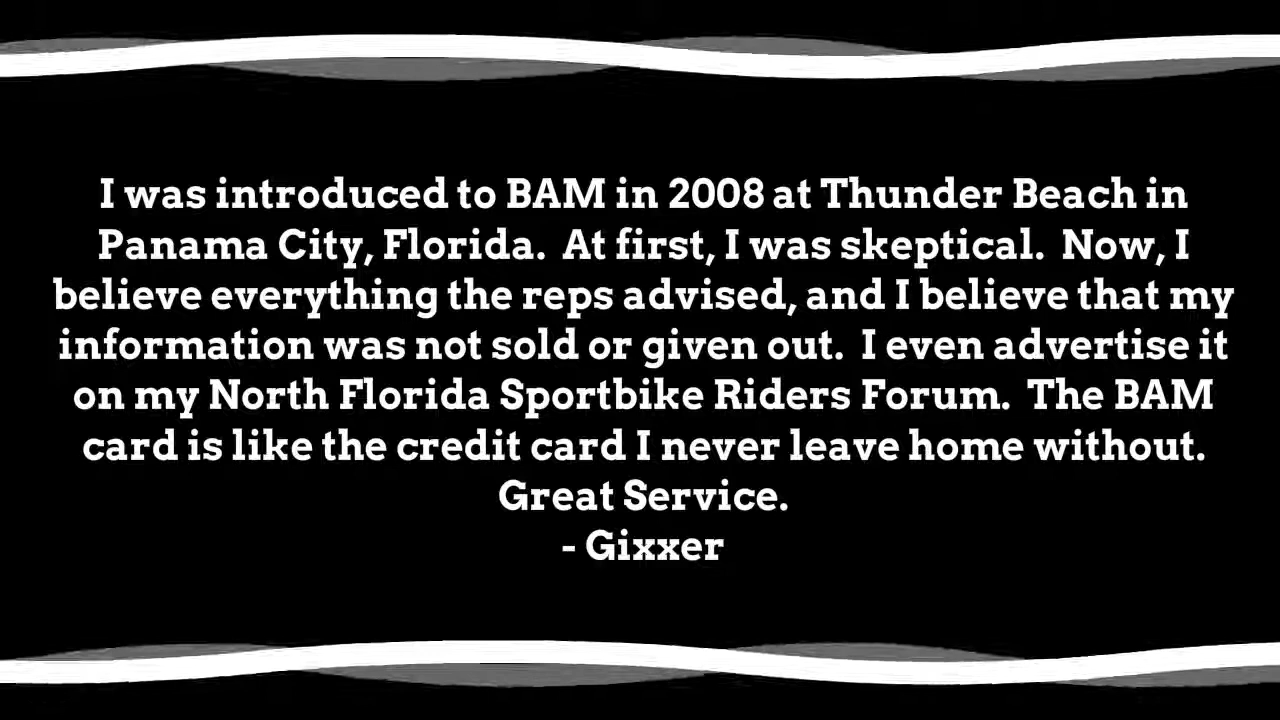 I was introduced to BAM in 2008 at Thunder Beach in
Panama City, Florida.  At first, I was skeptical.  Now, I
believe everything the reps advised, and I believe that my
information was not sold or given out.  I even advertise it
on my North Florida Sportbike Riders Forum.  The BAM
card is like the credit card I never leave home without.
Great Service.
- Gixxer